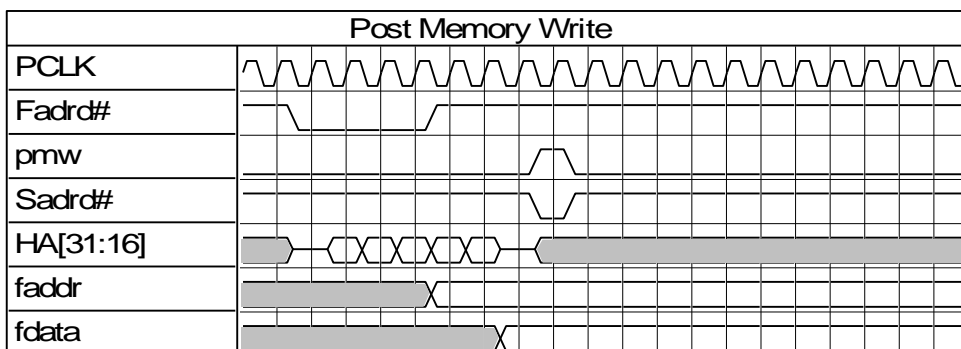 Post Memory Write
PCLK
Fadrd#
pmw
Sadrd#
HA[31:16]
faddr
fdata